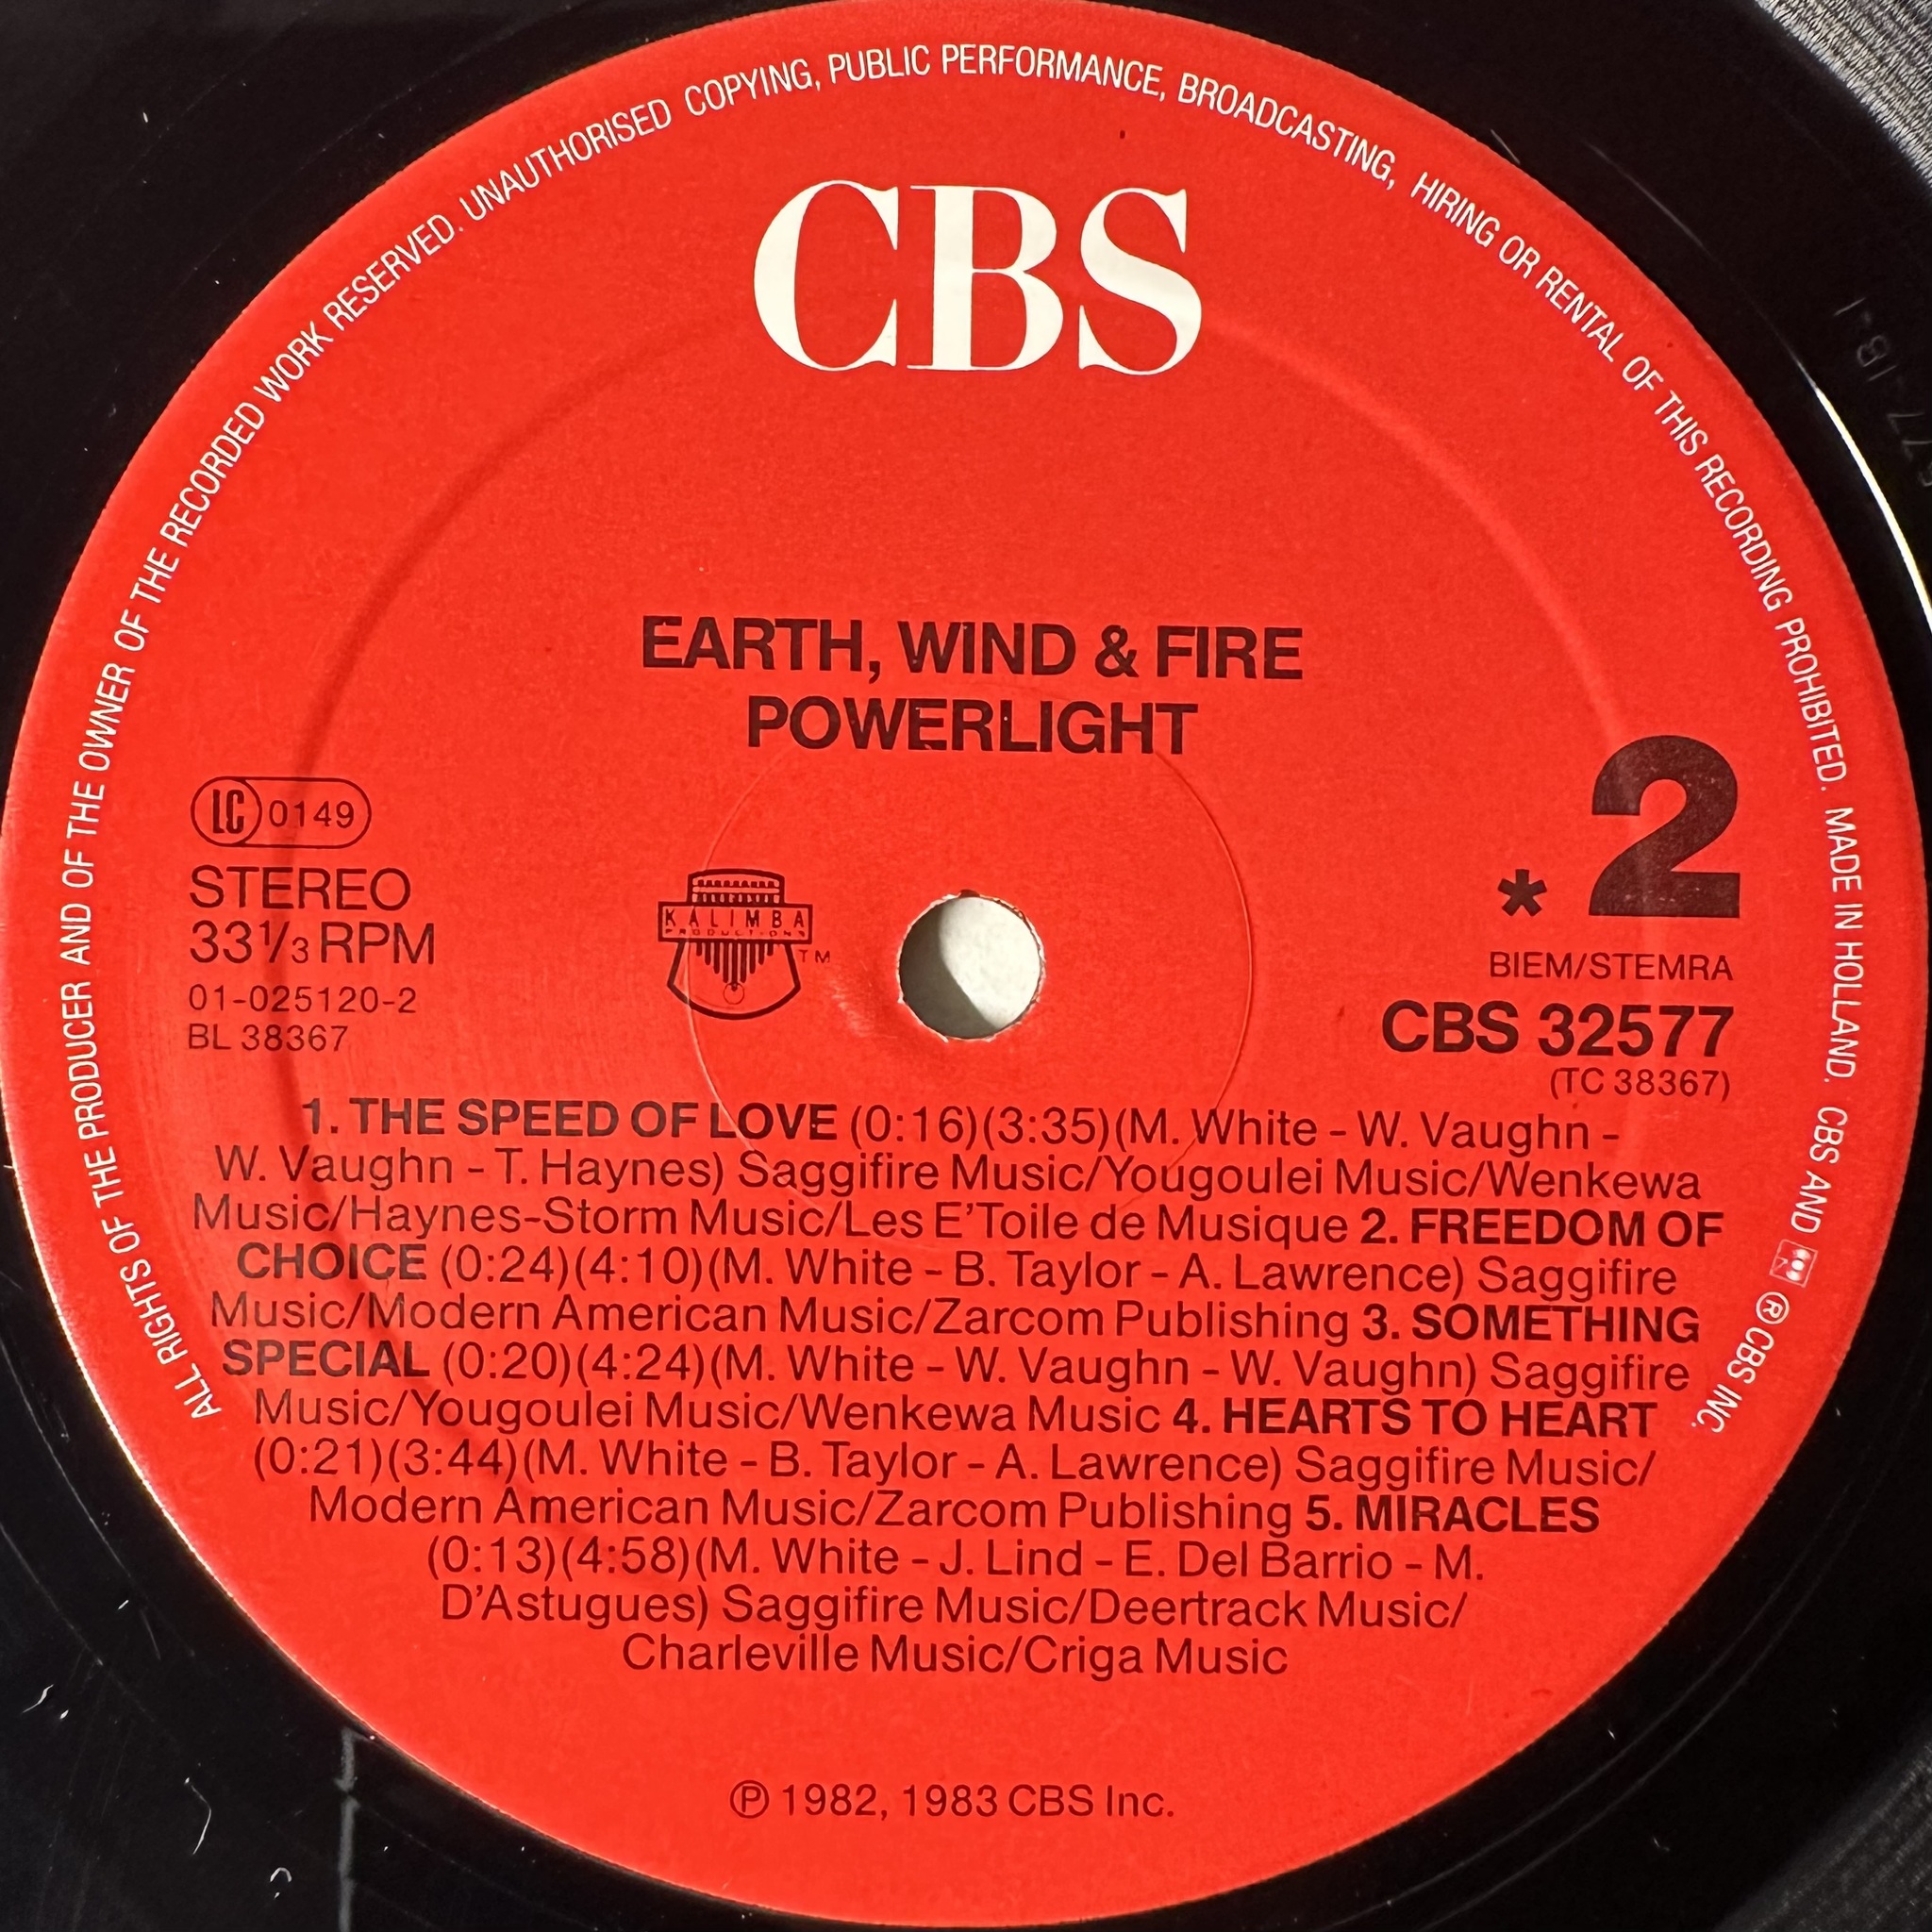 ALL RIGHTS OF THE PRODUCER AND OF THE OWNER OF THE RECORDED WORK RESERVED. UNAUTHORISED COPYING, PUBLIC PERFORMANCE, BROADCASTING, HIRING OR RENTAL OF THIS RECORDING PROHIBITED. MADE IN HOLLAND. CBS AND ® CBS INC.
CBS
EARTH, WIND & FIRE
POWERLIGHT
LC 0149
STEREO
33 1/3 RPM
01-025120-2
BL 38367
KALIMBA
PRODUCTIONS
TM
* 2
BIEM/STEMRA
CBS 32577
(TC 38367)
1. THE SPEED OF LOVE (0:16)(3:35)(M. White - W. Vaughn -
W. Vaughn - T. Haynes) Saggifire Music/Yougoulei Music/Wenkewa
Music/Haynes-Storm Music/Les E'Toile de Musique 2. FREEDOM OF
CHOICE (0:24)(4:10)(M. White - B. Taylor - A. Lawrence) Saggifire
Music/Modern American Music/Zarcom Publishing 3. SOMETHING
SPECIAL (0:20)(4:24)(M. White - W. Vaughn - W. Vaughn) Saggifire
Music/Yougoulei Music/Wenkewa Music 4. HEARTS TO HEART
(0:21)(3:44)(M. White - B. Taylor - A. Lawrence) Saggifire Music/
Modern American Music/Zarcom Publishing 5. MIRACLES
(0:13)(4:58)(M. White - J. Lind - E. Del Barrio - M.
D'Astugues) Saggifire Music/Deertrack Music/
Charleville Music/Criga Music
℗ 1982, 1983 CBS Inc.